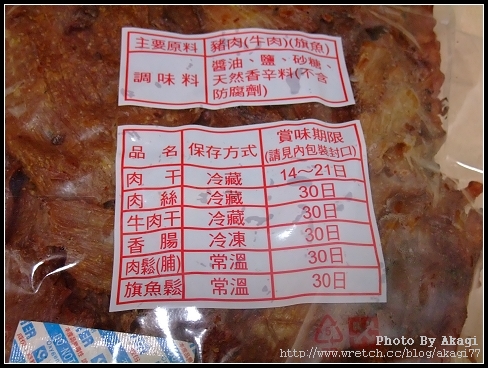 主要原料 豬肉(牛肉)(旗魚)
調味料 醬油、鹽、砂糖、
天然香辛料(不含
防腐劑)
品名 保存方式 賞味期限
(請見內包裝封口)
肉干 冷藏 14～21日
肉絲 冷藏 30日
牛肉干 冷藏 30日
香腸 冷凍 30日
肉鬆(脯) 常溫 30日
旗魚鬆 常溫 30日
Photo By Akagi
http://www.wretch.cc/blog/akagi77